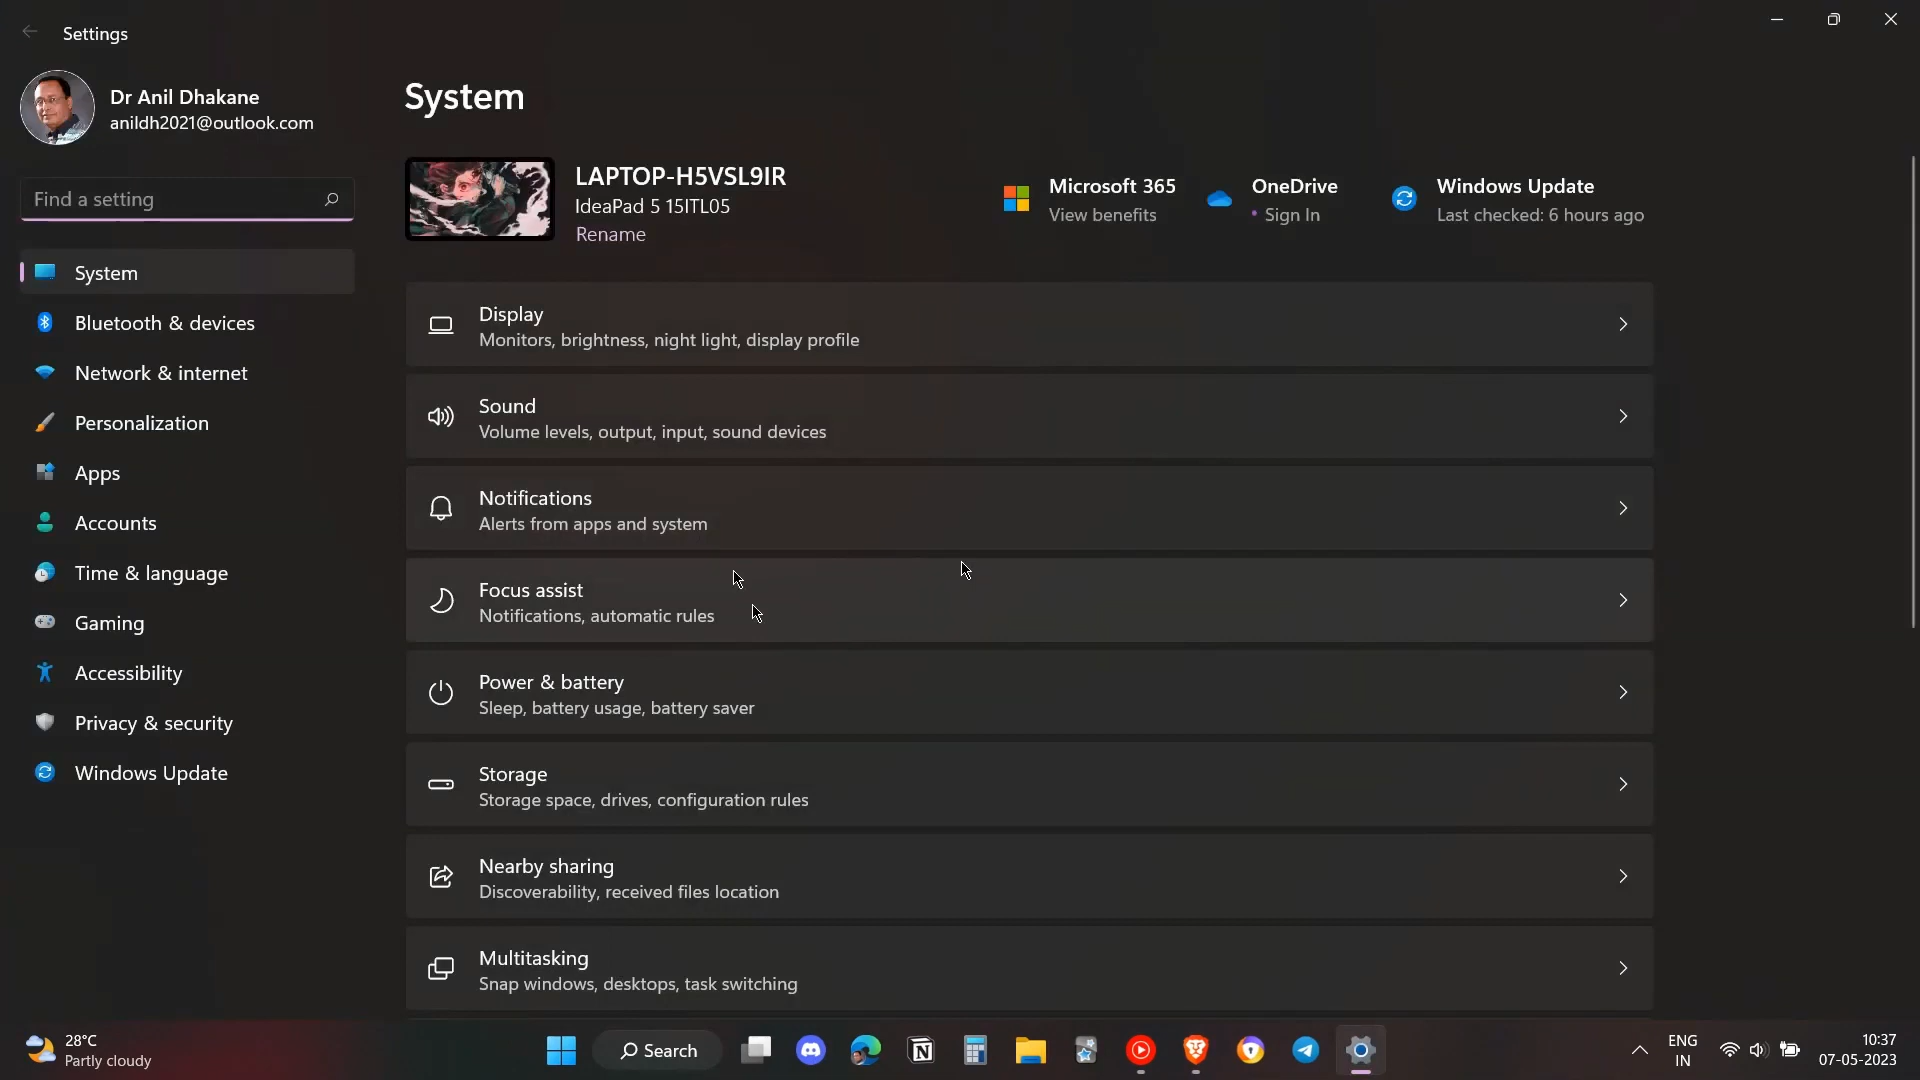 Settings
Dr Anil Dhakane
anildh2021@outlook.com
Find a setting
System
Bluetooth & devices
Network & internet
Personalization
Apps
Accounts
Time & language
Gaming
Accessibility
Privacy & security
Windows Update
System
LAPTOP-H5VSL9IR
IdeaPad 5 15ITL05
Rename
Microsoft 365
View benefits
OneDrive
• Sign In
Windows Update
Last checked: 6 hours ago
Display
Monitors, brightness, night light, display profile
Sound
Volume levels, output, input, sound devices
Notifications
Alerts from apps and system
Focus assist
Notifications, automatic rules
Power & battery
Sleep, battery usage, battery saver
Storage
Storage space, drives, configuration rules
Nearby sharing
Discoverability, received files location
Multitasking
Snap windows, desktops, task switching
28°C
Partly cloudy
Search
ENG
IN
10:37
07-05-2023